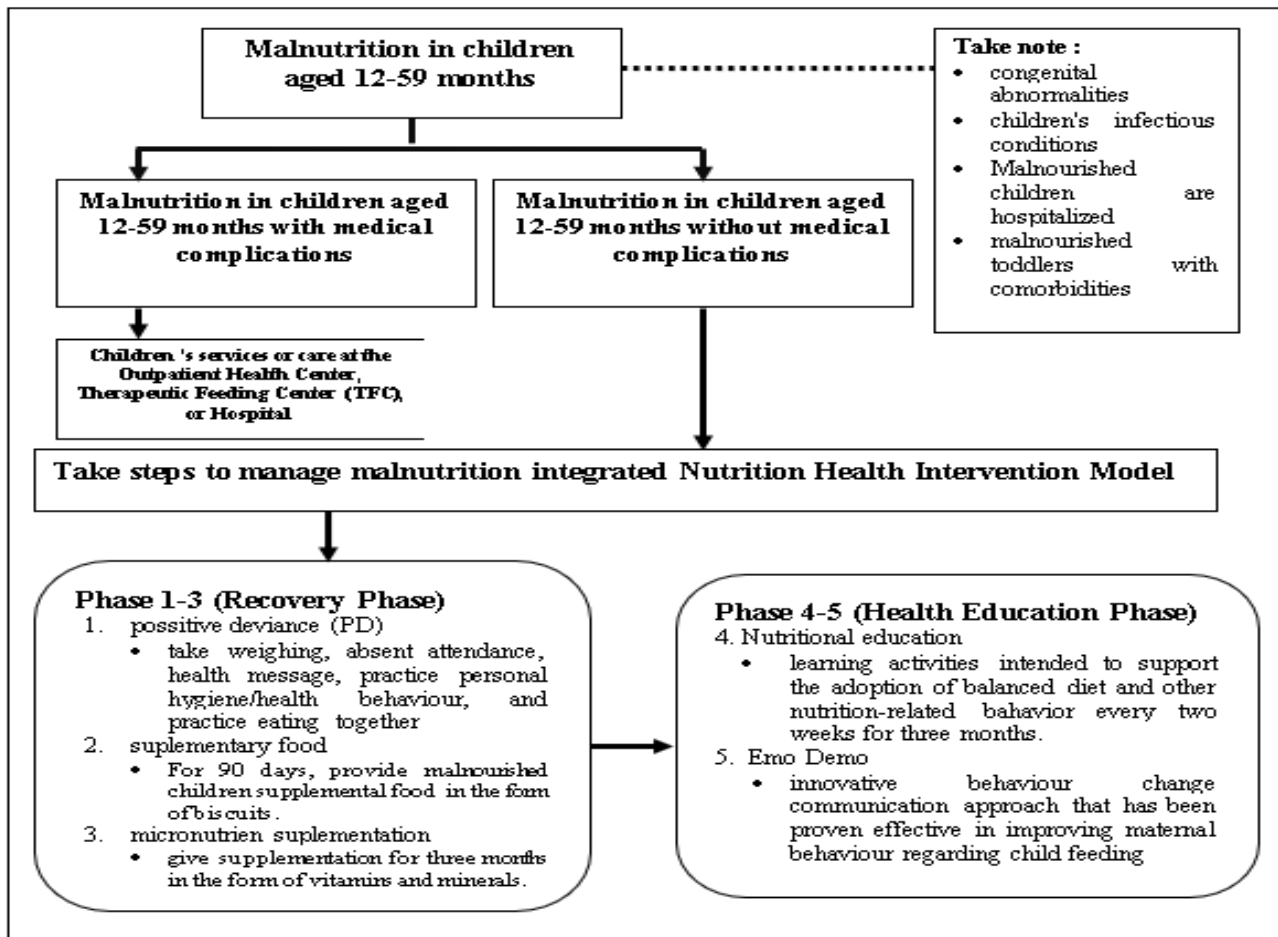 Malnutrition in children
aged 12-59 months
Take note :
• congenital
abnormalities
• children's infectious
conditions
• Malnourished
children are
hospitalized
• malnourished
toddlers with
comorbidities
Malnutrition in children aged
12-59 months with medical
complications
Malnutrition in children aged
12-59 months without medical
complications
Children 's services or care at the
Outpatient Health Center,
Therapeutic Feeding Center (TFC),
or Hospital
Take steps to manage malnutrition integrated Nutrition Health Intervention Model
Phase 1-3 (Recovery Phase)
1. possitive deviance (PD)
• take weighing, absent attendance,
health message, practice personal
hygiene/health behaviour, and
practice eating together
2. suplementary food
• For 90 days, provide malnourished
children supplemental food in the form
of biscuits.
3. micronutrien suplementation
• give supplementation for three months
in the form of vitamins and minerals.
Phase 4-5 (Health Education Phase)
4. Nutritional education
• learning activities intended to support
the adoption of balanced diet and other
nutrition-related bahavior every two
weeks for three months.
5. Emo Demo
• innovative behaviour change
communication approach that has been
proven effective in improving maternal
behaviour regarding child feeding